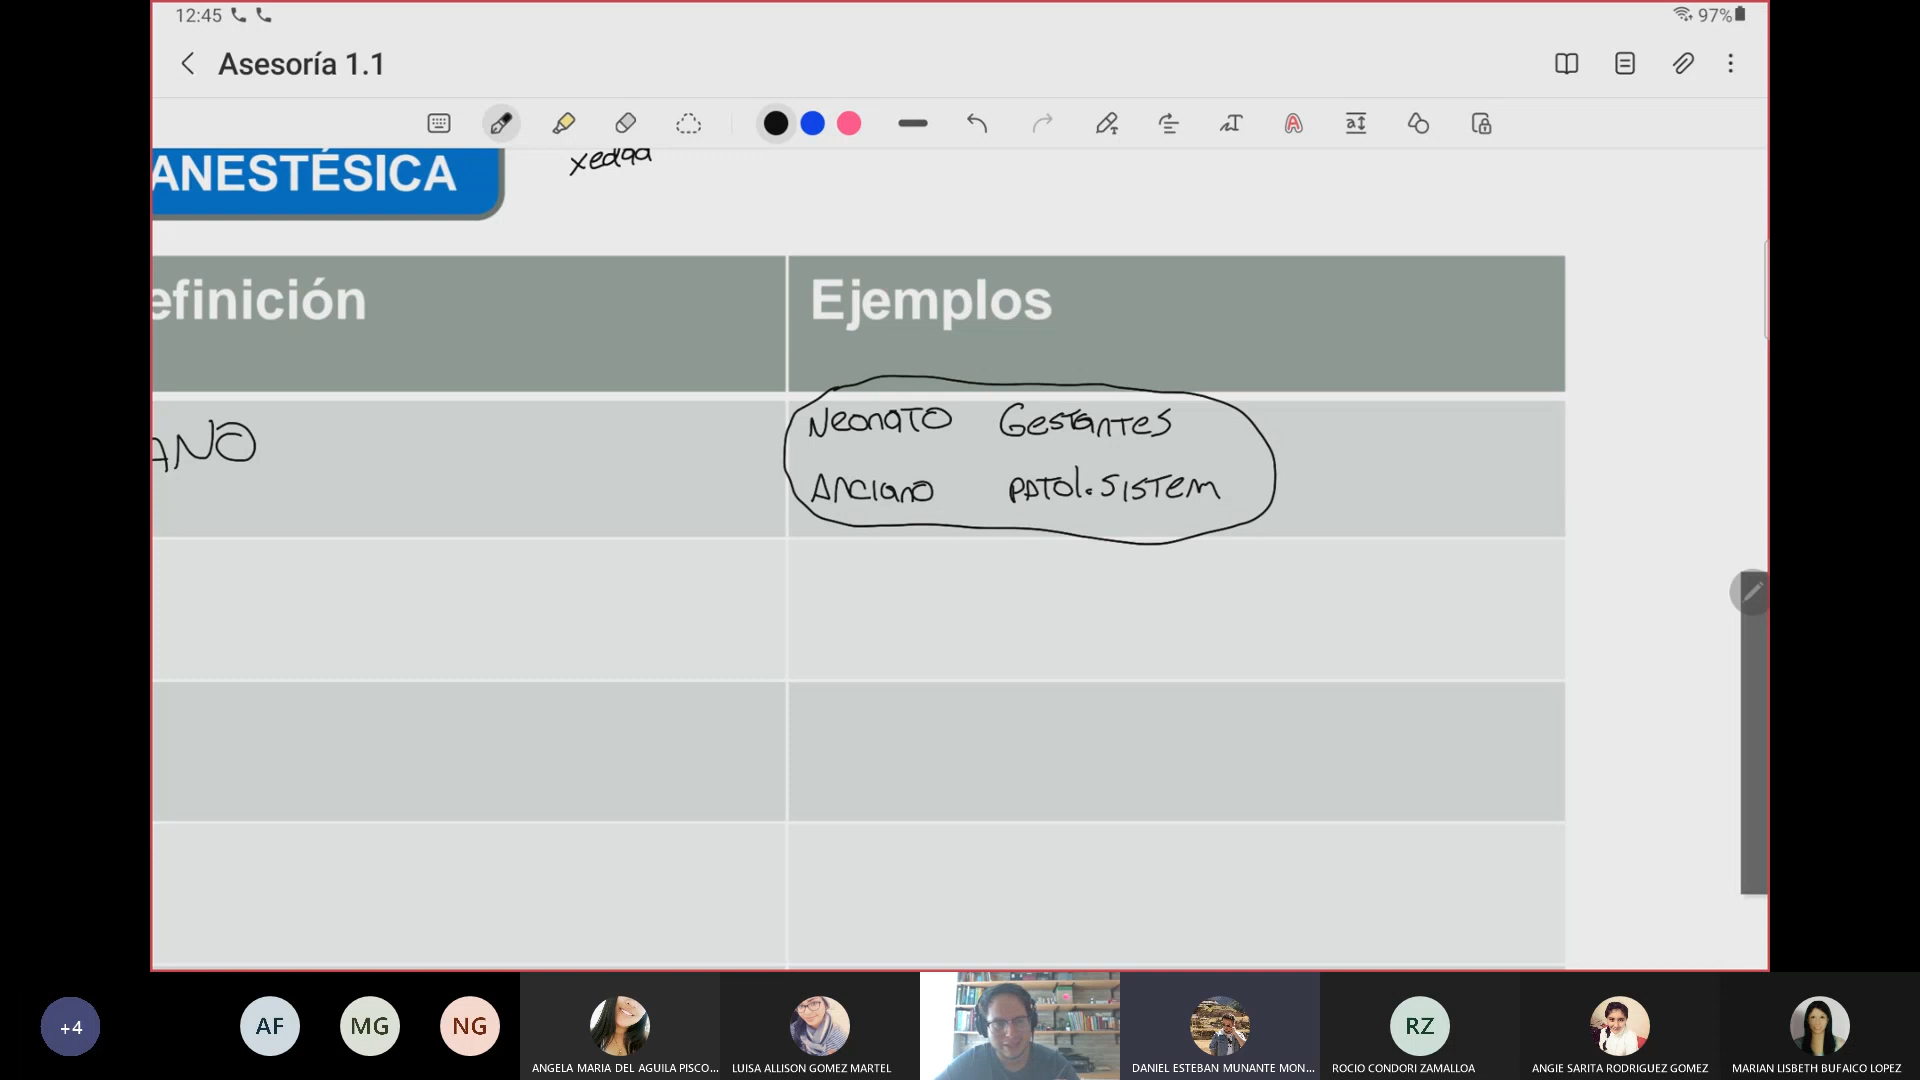 12:45 97%
Asesoría 1.1
ANESTÉSICA
xedad
efinición Ejemplos
ANO
Neonato Gestantes
Anciano Patol. Sistem
+4 AF MG NG RZ
ANGELA MARIA DEL AGUILA PISCO... LUISA ALLISON GOMEZ MARTEL DANIEL ESTEBAN MUNANTE MON... ROCIO CONDORI ZAMALLOA ANGIE SARITA RODRIGUEZ GOMEZ MARIAN LISBETH BUFAICO LOPEZ